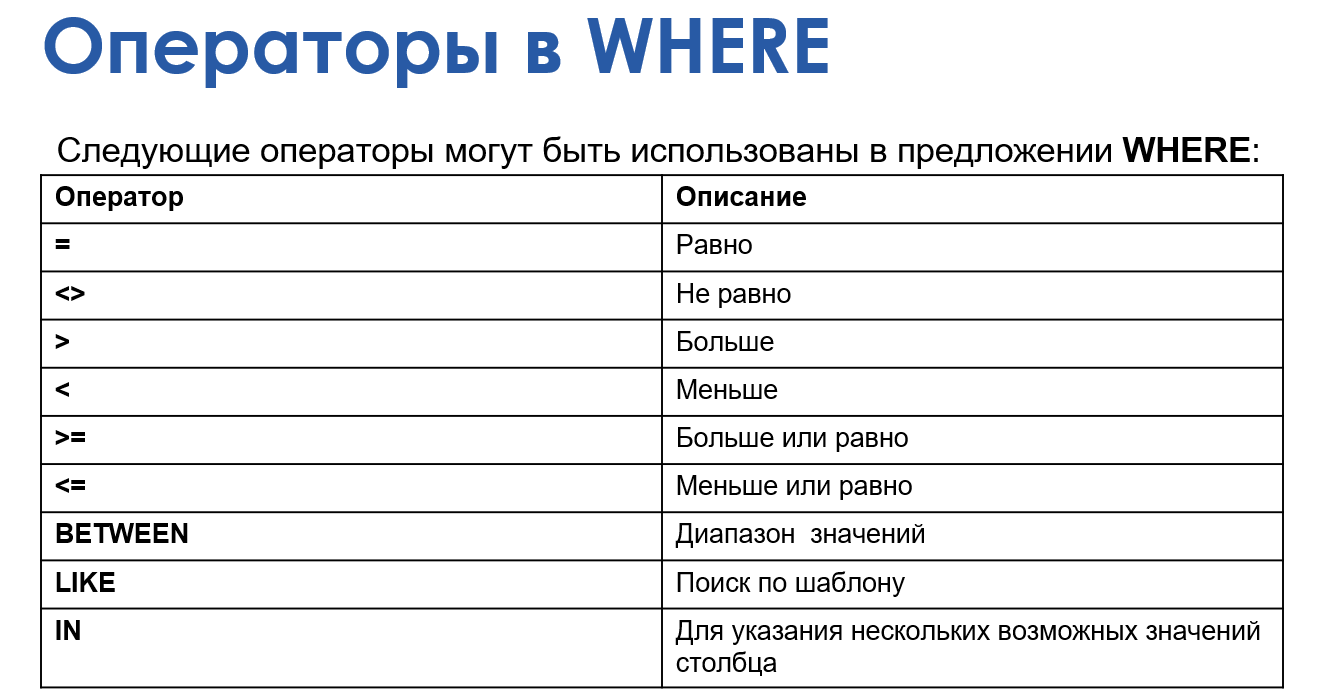 Операторы в WHERE
Следующие операторы могут быть использованы в предложении WHERE:
Оператор Описание
= Равно
<> Не равно
> Больше
< Меньше
>= Больше или равно
<= Меньше или равно
BETWEEN Диапазон  значений
LIKE Поиск по шаблону
IN Для указания нескольких возможных значений
столбца